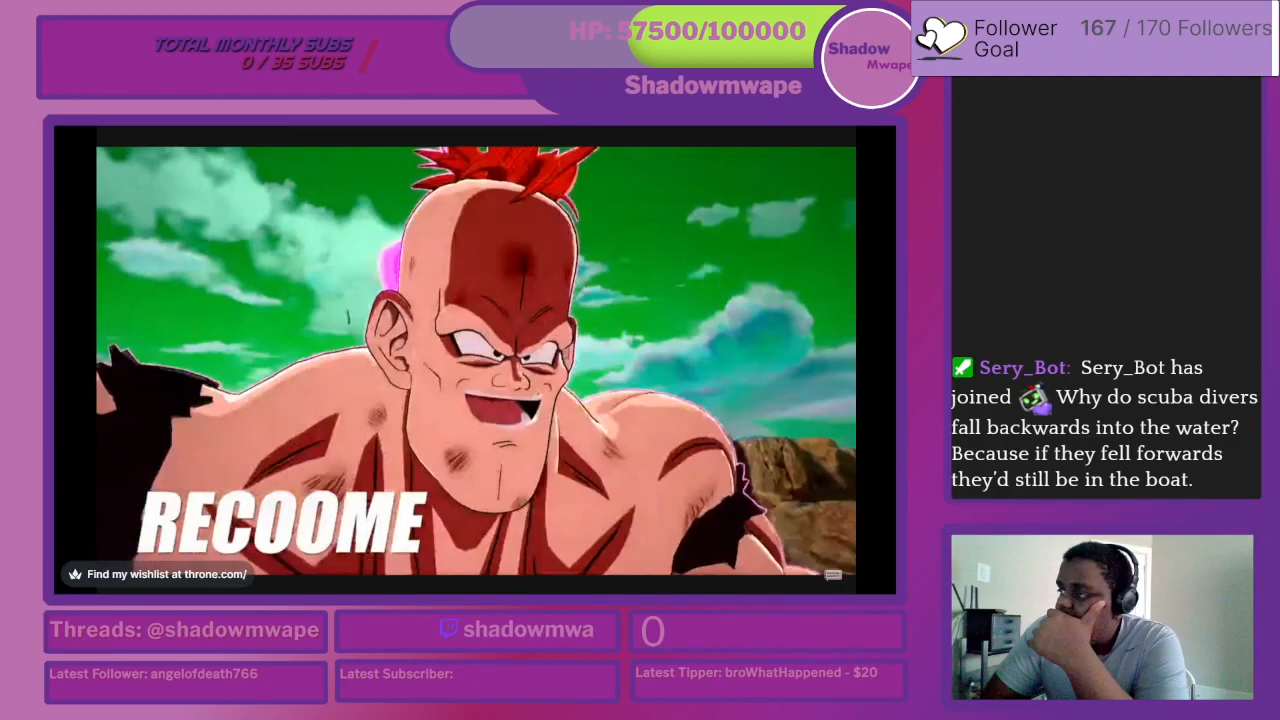 TOTAL MONTHLY SUBS
0 / 35 SUBS
HP: 57500/100000
Shadowmwape
Shadow
Mwape
Follower Goal
167 / 170 Followers
RECOOME
Find my wishlist at throne.com/
Sery_Bot: Sery_Bot has
joined Why do scuba divers
fall backwards into the water?
Because if they fell forwards
they'd still be in the boat.
Threads: @shadowmwape
shadowmwa
0
Latest Follower: angelofdeath766
Latest Subscriber:
Latest Tipper: broWhatHappened - $20